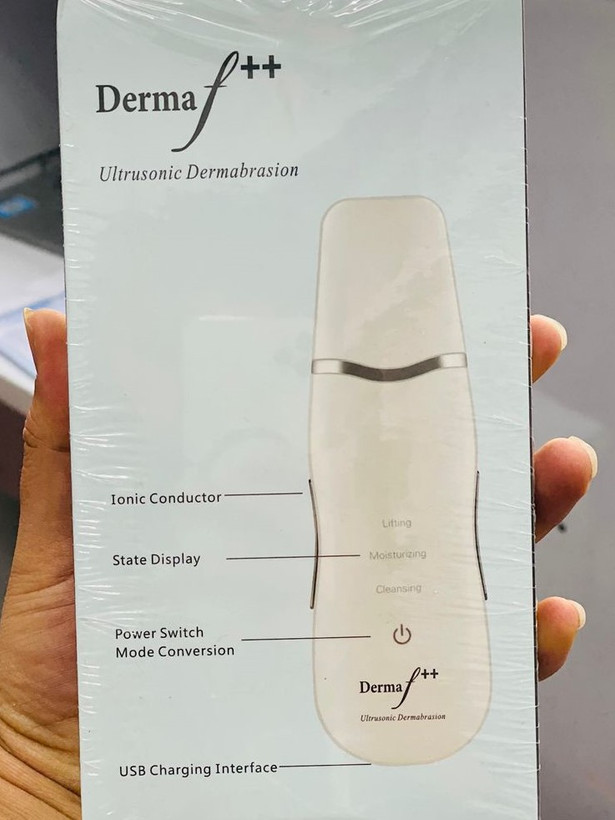 Derma f++
Ultrusonic Dermabrasion
Ionic Conductor
Lifting
State Display
Moisturizing
Cleansing
Power Switch
Mode Conversion
Derma f++
Ultrusonic Dermabrasion
USB Charging Interface